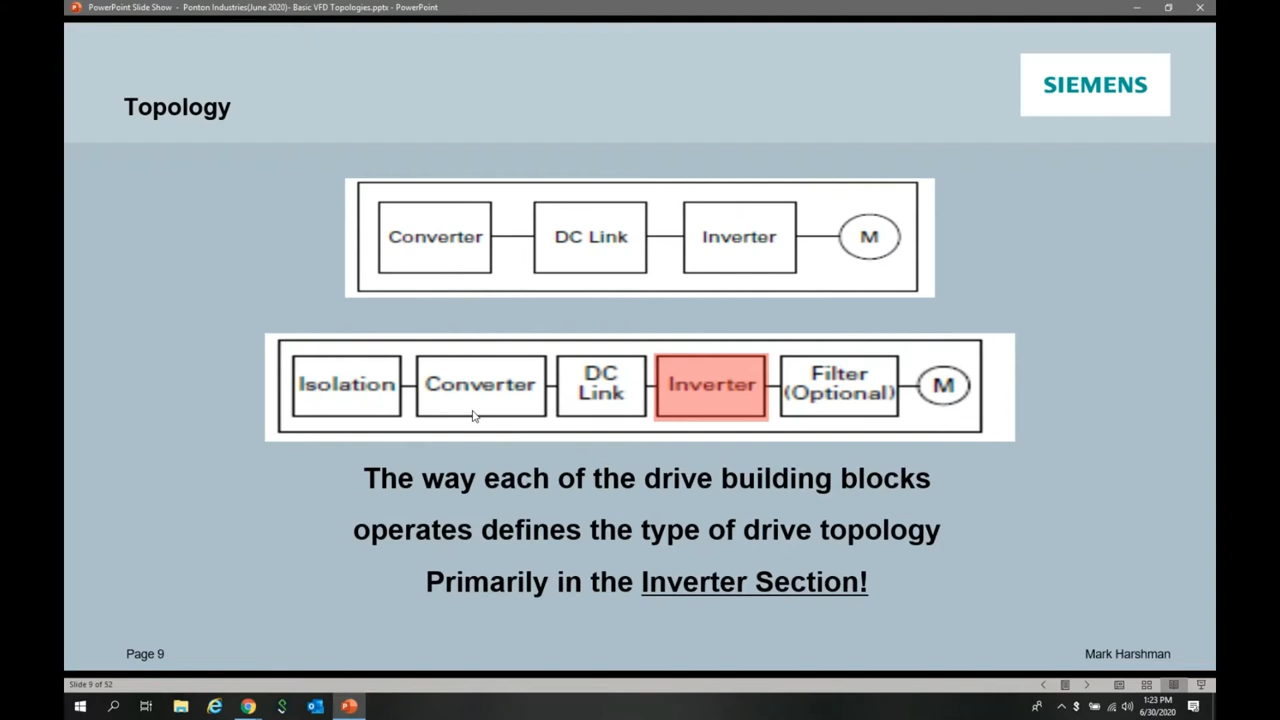 PowerPoint Slide Show - Ponton Industries(June 2020)- Basic VFD Topologies.pptx - PowerPoint
SIEMENS
Topology
Converter
DC Link
Inverter
M
Isolation
Converter
DC
Link
Inverter
Filter
(Optional)
M
The way each of the drive building blocks
operates defines the type of drive topology
Primarily in the Inverter Section!
Page 9
Mark Harshman
Slide 9 of 52
1:23 PM
6/30/2020